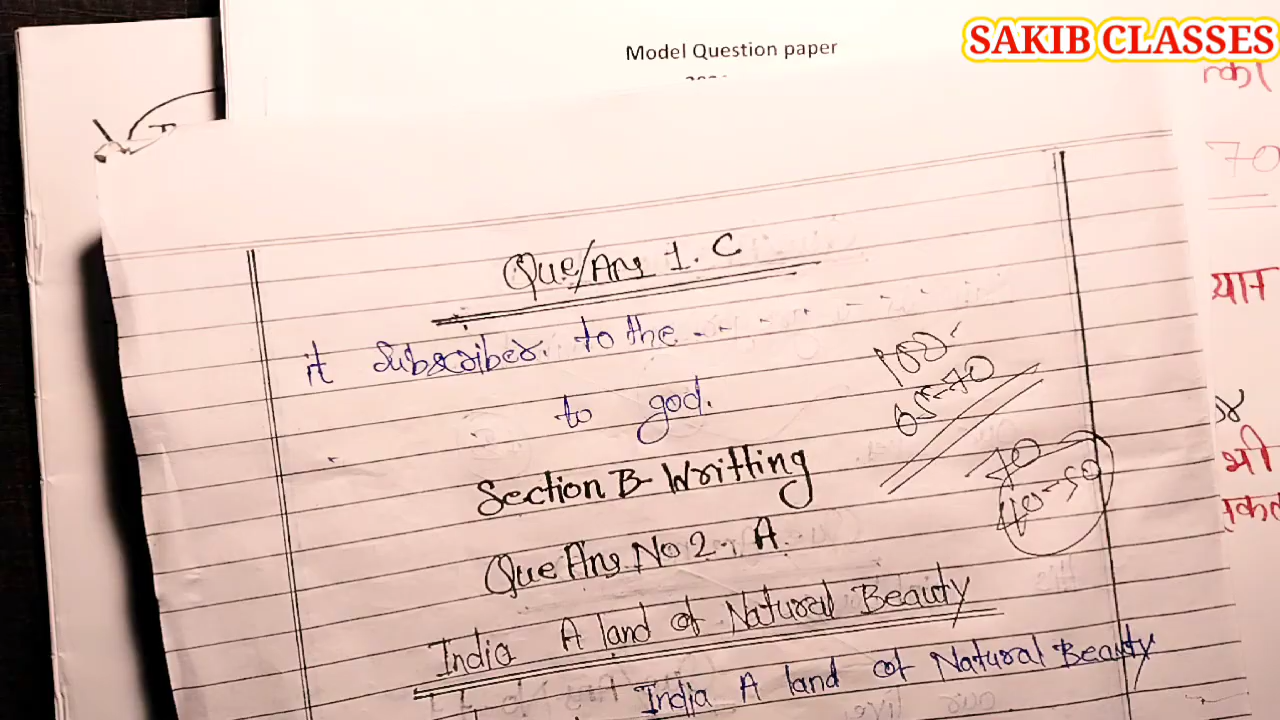 SAKIB CLASSES
Model Question paper
70
यान
भी
Que/Ans 1. C
it Subscriber. to the - - - - - - -
to god.
100-
65-70
Section B- Writting
70
40-50
Que Ans No 2. A.
India A land of Natural Beauty
India A land of Natural Beauty